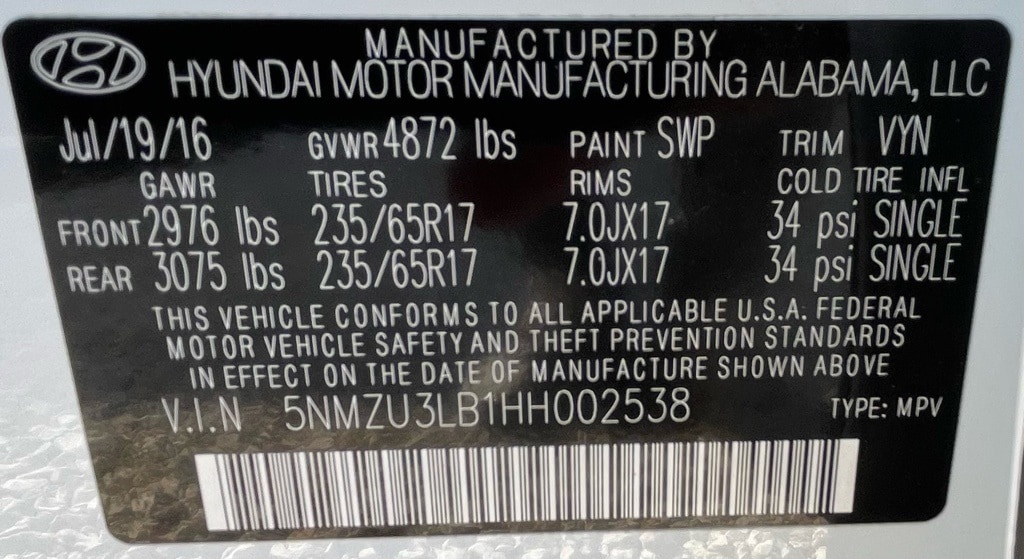 MANUFACTURED BY
HYUNDAI MOTOR MANUFACTURING ALABAMA, LLC
Jul/19/16 GVWR 4872 lbs PAINT SWP TRIM VYN
GAWR TIRES RIMS COLD TIRE INFL
FRONT 2976 lbs 235/65R17 7.0JX17 34 psi SINGLE
REAR 3075 lbs 235/65R17 7.0JX17 34 psi SINGLE
THIS VEHICLE CONFORMS TO ALL APPLICABLE U.S.A. FEDERAL
MOTOR VEHICLE SAFETY AND THEFT PREVENTION STANDARDS
IN EFFECT ON THE DATE OF MANUFACTURE SHOWN ABOVE
V.I.N 5NMZU3LB1HH002538 TYPE: MPV